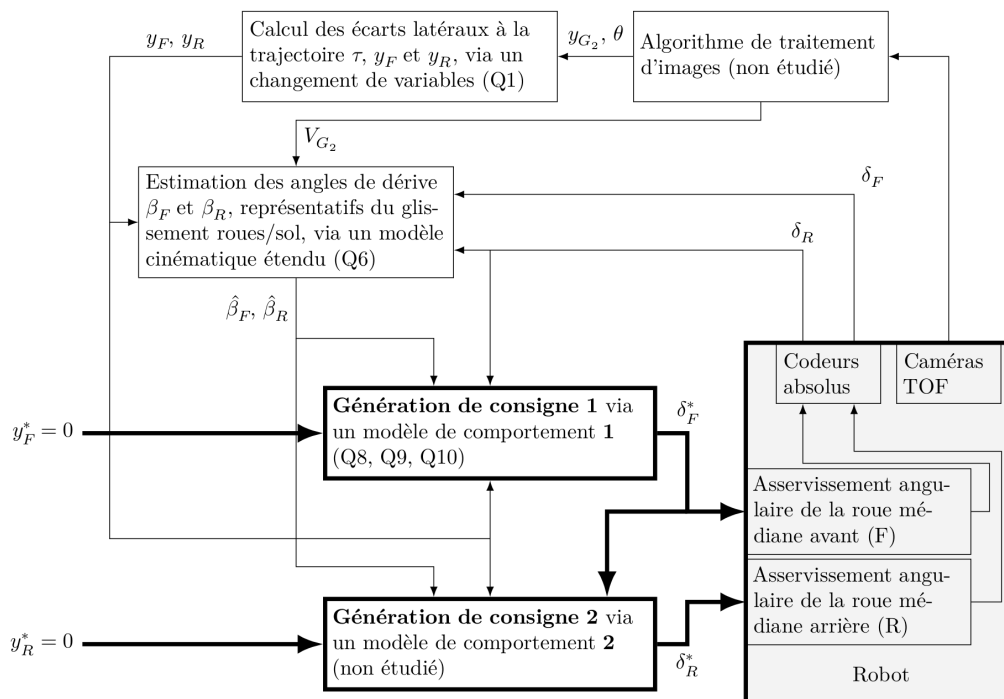 y_F, y_R
Calcul des écarts latéraux à la
trajectoire τ, y_F et y_R, via un
changement de variables (Q1)
y_{G_2}, θ
Algorithme de traitement
d'images (non étudié)
V_{G_2}
Estimation des angles de dérive
β_F et β_R, représentatifs du glis-
sement roues/sol, via un modèle
cinématique étendu (Q6)
δ_F
δ_R
β̂_F, β̂_R
Codeurs
absolus
Caméras
TOF
y_F^* = 0
Génération de consigne 1 via
un modèle de comportement 1
(Q8, Q9, Q10)
δ_F^*
Asservissement angu-
laire de la roue mé-
diane avant (F)
y_R^* = 0
Génération de consigne 2 via
un modèle de comportement 2
(non étudié)
δ_R^*
Asservissement angu-
laire de la roue mé-
diane arrière (R)
Robot